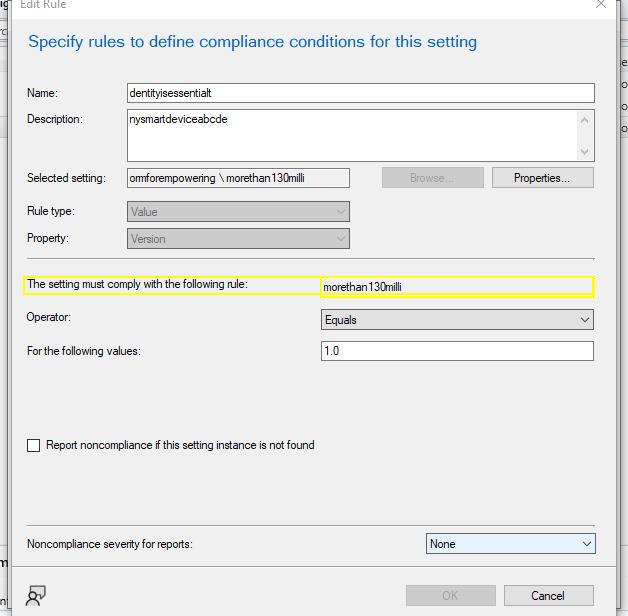 Edit Rule
Specify rules to define compliance conditions for this setting
Name: dentityisessentialt
Description: nysmartdeviceabcde
Selected setting: ormforempowering \ morethan130milli Browse... Properties...
Rule type: Value
Property: Version
The setting must comply with the following rule: morethan130milli
Operator: Equals
For the following values: 1.0
Report noncompliance if this setting instance is not found
Noncompliance severity for reports: None
OK Cancel